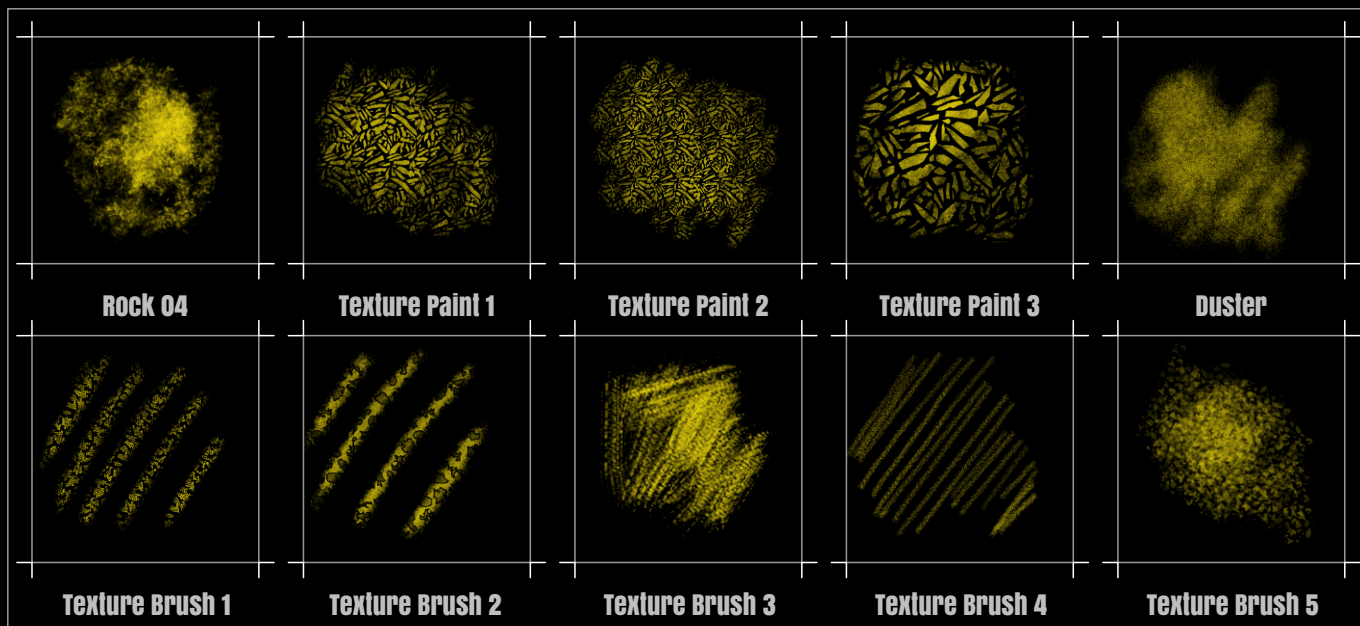 Rock 04
Texture Paint 1
Texture Paint 2
Texture Paint 3
Duster
Texture Brush 1
Texture Brush 2
Texture Brush 3
Texture Brush 4
Texture Brush 5